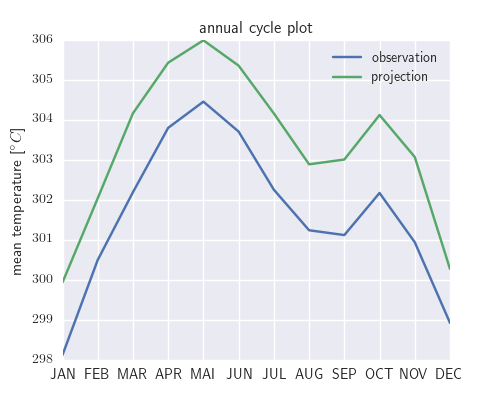 annual cycle plot
observation
projection
mean temperature [°C]
306
305
304
303
302
301
300
299
298
JAN FEB MAR APR MAI JUN JUL AUG SEP OCT NOV DEC